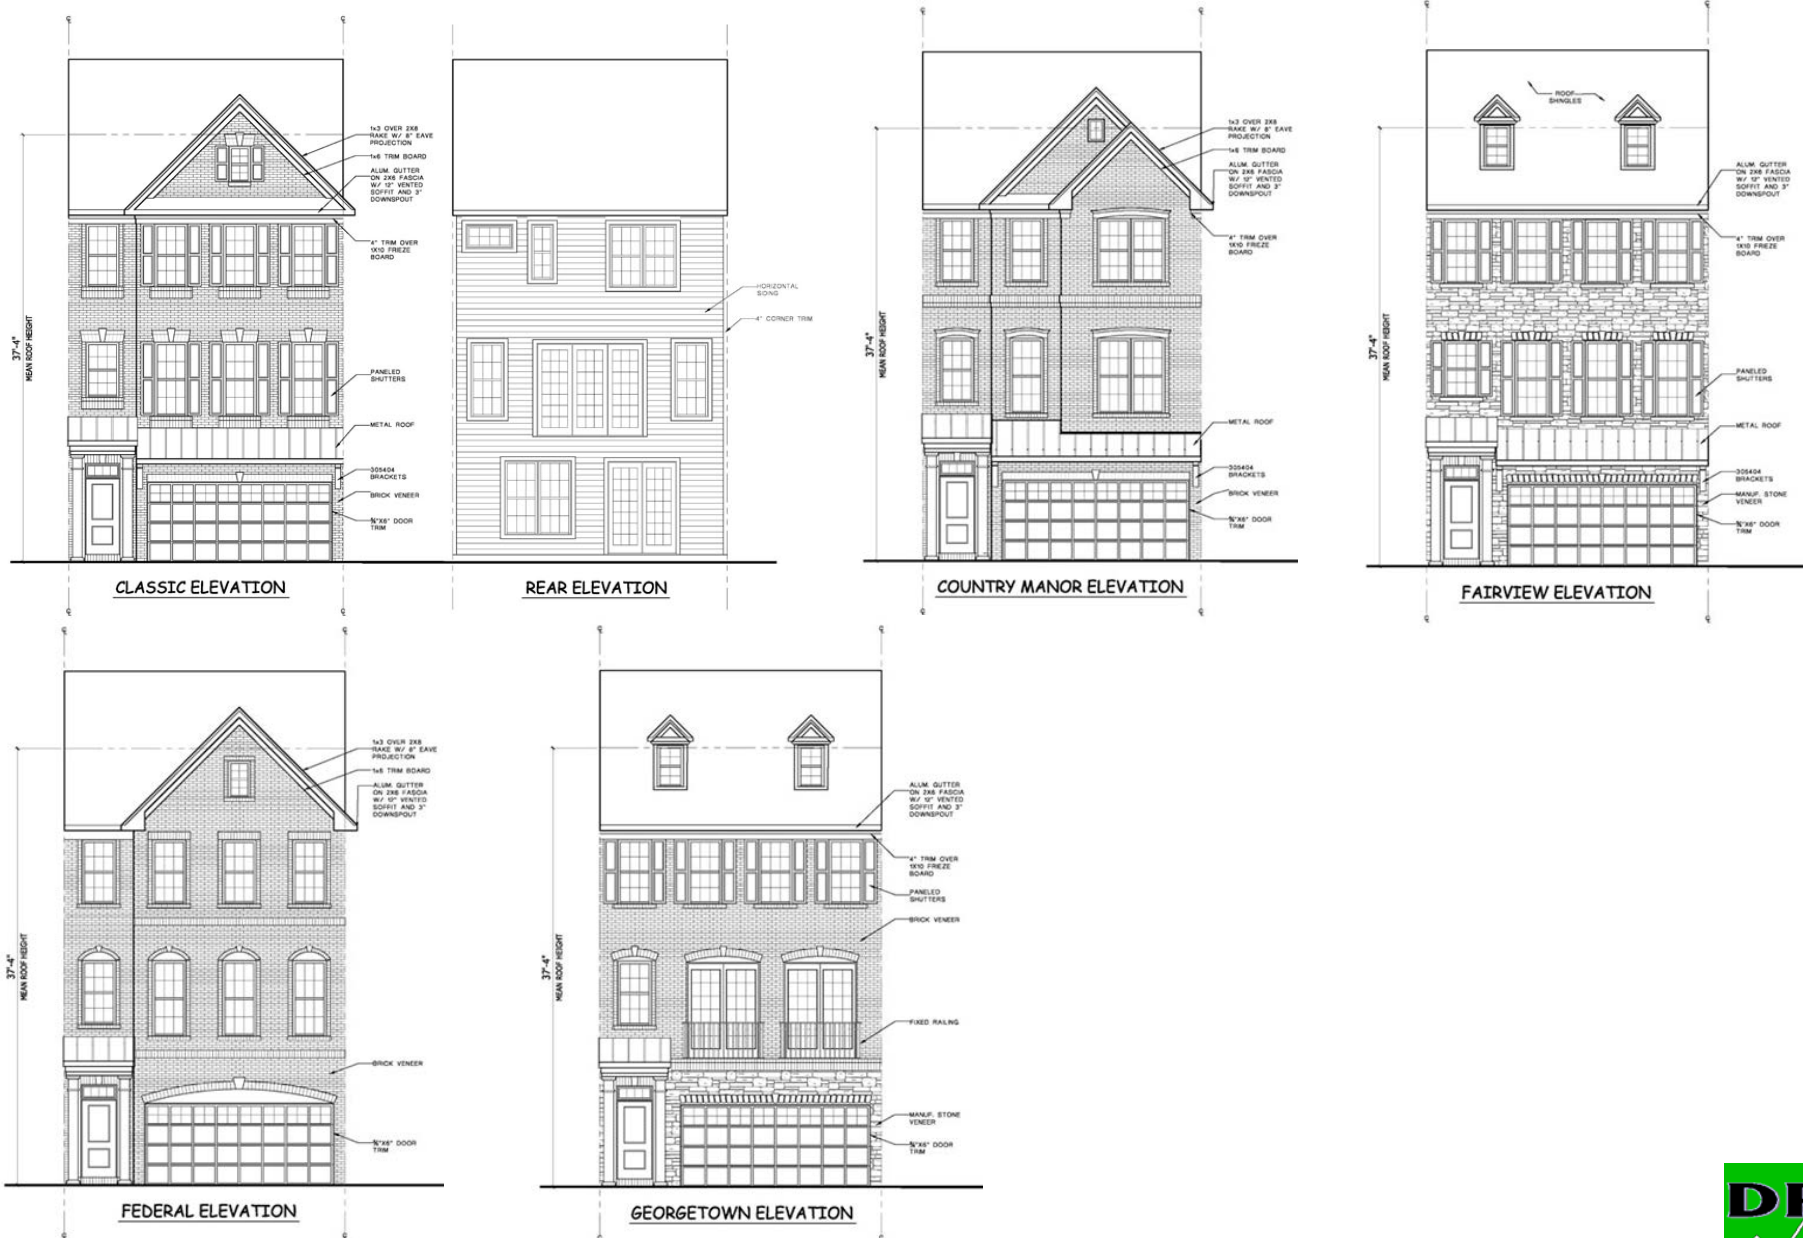 1x3 OVER 2X8
RAKE W/ 8" EAVE
PROJECTION
1x6 TRIM BOARD
ALUM. GUTTER
ON 2X6 FASCIA
W/ 12" VENTED
SOFFIT AND 3"
DOWNSPOUT
4" TRIM OVER
1X10 FRIEZE
BOARD
37'-4"
MEAN ROOF HEIGHT
PANELED
SHUTTERS
METAL ROOF
BRACKETS
BRICK VENEER
DOOR
TRIM
CLASSIC ELEVATION
HORIZONTAL
SIDING
4" CORNER TRIM
REAR ELEVATION
1x3 OVER 2X8
RAKE W/ 8" EAVE
PROJECTION
1x6 TRIM BOARD
ALUM. GUTTER
ON 2X6 FASCIA
W/ 12" VENTED
SOFFIT AND 3"
DOWNSPOUT
4" TRIM OVER
1X10 FRIEZE
BOARD
37'-4"
MEAN ROOF HEIGHT
METAL ROOF
BRACKETS
BRICK VENEER
DOOR
TRIM
COUNTRY MANOR ELEVATION
ROOF
SHINGLES
ALUM. GUTTER
ON 2X6 FASCIA
W/ 12" VENTED
SOFFIT AND 3"
DOWNSPOUT
4" TRIM OVER
1X10 FRIEZE
BOARD
37'-4"
MEAN ROOF HEIGHT
PANELED
SHUTTERS
METAL ROOF
BRACKETS
MANUF. STONE
VENEER
DOOR
TRIM
FAIRVIEW ELEVATION
1x3 OVER 2X8
RAKE W/ 8" EAVE
PROJECTION
1x6 TRIM BOARD
ALUM. GUTTER
ON 2X6 FASCIA
W/ 12" VENTED
SOFFIT AND 3"
DOWNSPOUT
37'-4"
MEAN ROOF HEIGHT
BRICK VENEER
DOOR
TRIM
FEDERAL ELEVATION
ALUM. GUTTER
ON 2X6 FASCIA
W/ 12" VENTED
SOFFIT AND 3"
DOWNSPOUT
4" TRIM OVER
1X10 FRIEZE
BOARD
PANELED
SHUTTERS
BRICK VENEER
37'-4"
MEAN ROOF HEIGHT
FIXED RAILING
MANUF. STONE
VENEER
DOOR
TRIM
GEORGETOWN ELEVATION